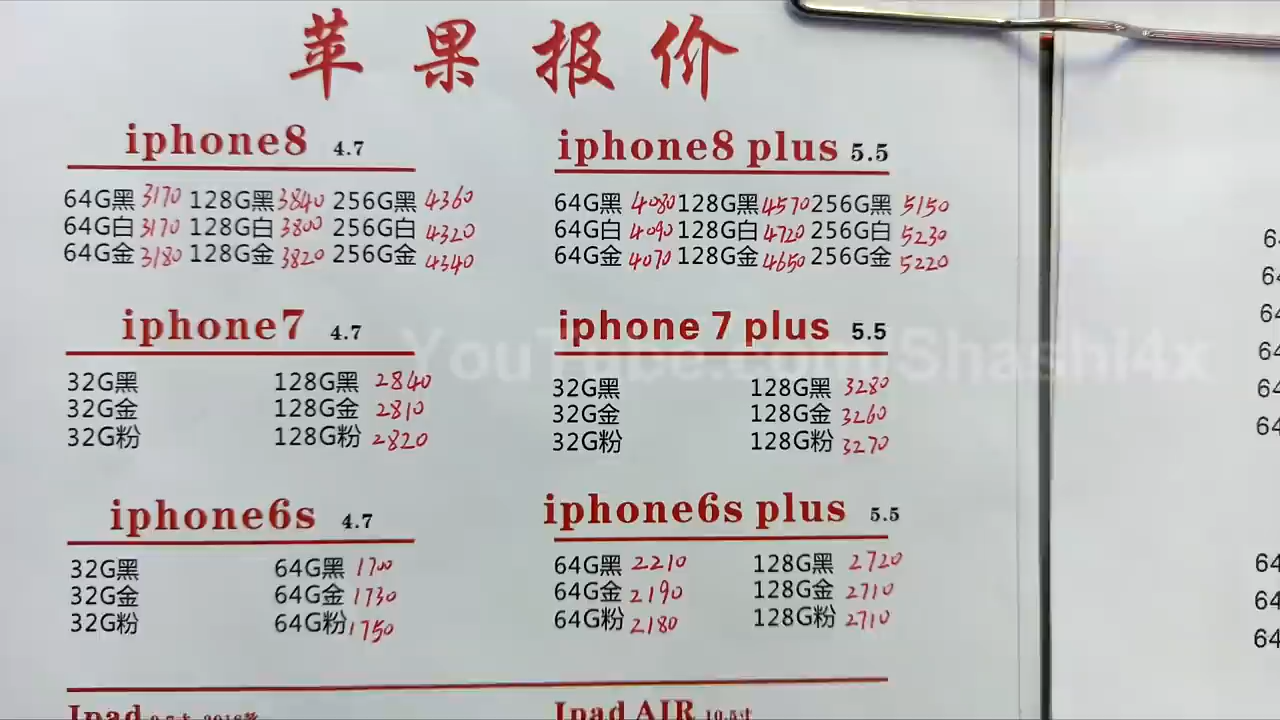 苹果报价
iphone8 4.7
64G黑 3170 128G黑 3840 256G黑 4360
64G白 3170 128G白 3800 256G白 4320
64G金 3180 128G金 3820 256G金 4340
iphone8 plus 5.5
64G黑 4080 128G黑 4570 256G黑 5150
64G白 4090 128G白 4720 256G白 5230
64G金 4070 128G金 4650 256G金 5220
iphone7 4.7
32G黑 128G黑 2840
32G金 128G金 2810
32G粉 128G粉 2820
iphone 7 plus 5.5
32G黑 128G黑 3280
32G金 128G金 3260
32G粉 128G粉 3270
YouTube.com/Shashi4x
iphone6s 4.7
32G黑 64G黑 1700
32G金 64G金 1730
32G粉 64G粉 1750
iphone6s plus 5.5
64G黑 2210 128G黑 2720
64G金 2190 128G金 2710
64G粉 2180 128G粉 2710
Ipad
Ipad AIR 10.5寸
64
64
64
64
64
64